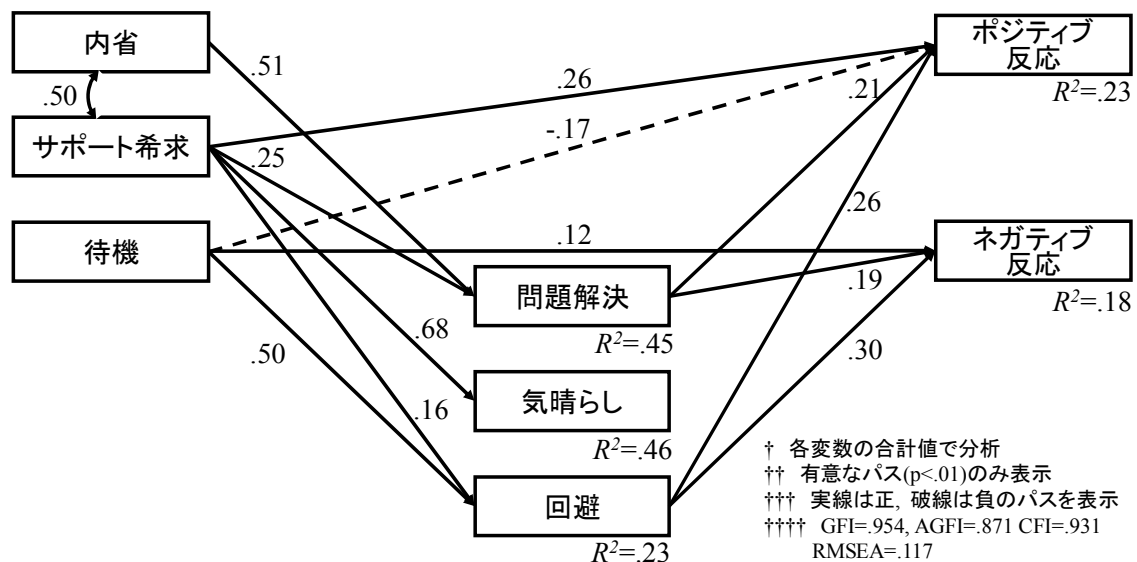 内省
.50
サポート希求
待機
.51
.25
.26
-.17
.12
.68
.50
.16
問題解決
R²=.45
気晴らし
R²=.46
回避
R²=.23
.21
.26
.19
.30
ポジティブ
反応
R²=.23
ネガティブ
反応
R²=.18
† 各変数の合計値で分析
†† 有意なパス(p<.01)のみ表示
††† 実線は正, 破線は負のパスを表示
†††† GFI=.954, AGFI=.871 CFI=.931
RMSEA=.117